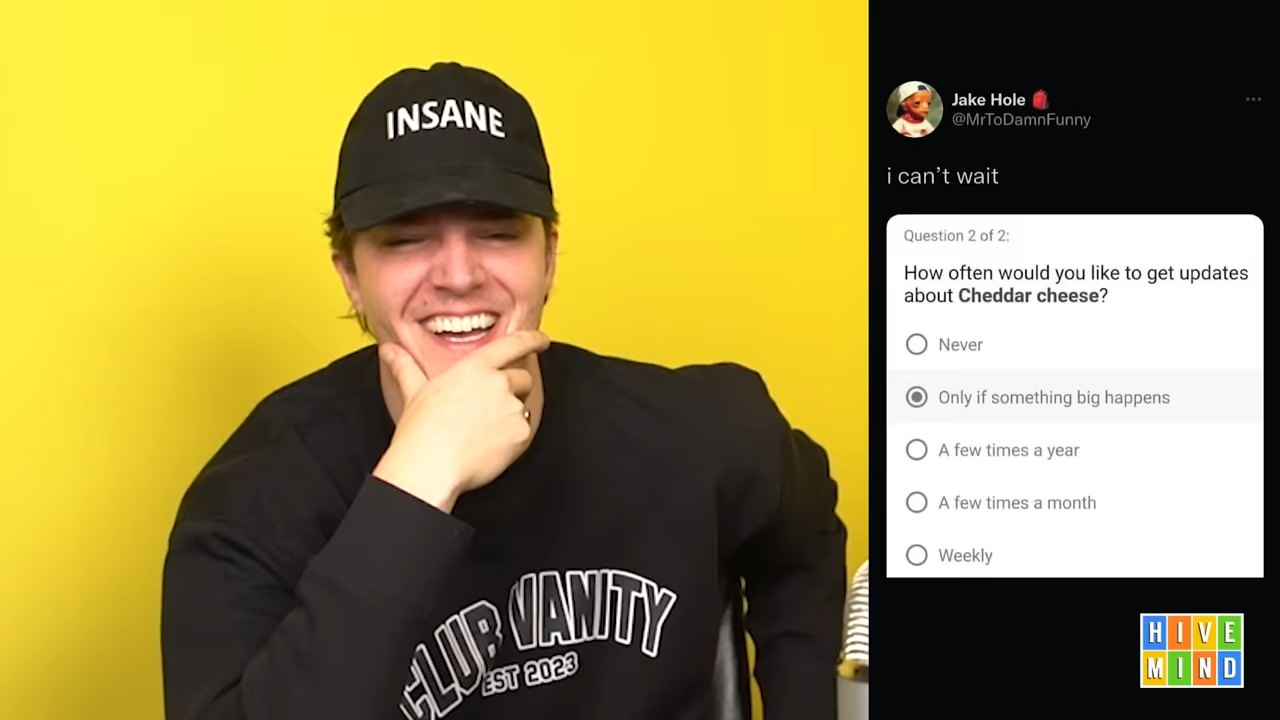 INSANE
CLUB VANITY
EST 2023
Jake Hole
@MrToDamnFunny
i can’t wait
Question 2 of 2:
How often would you like to get updates
about Cheddar cheese?
Never
Only if something big happens
A few times a year
A few times a month
Weekly
HIVE
MIND